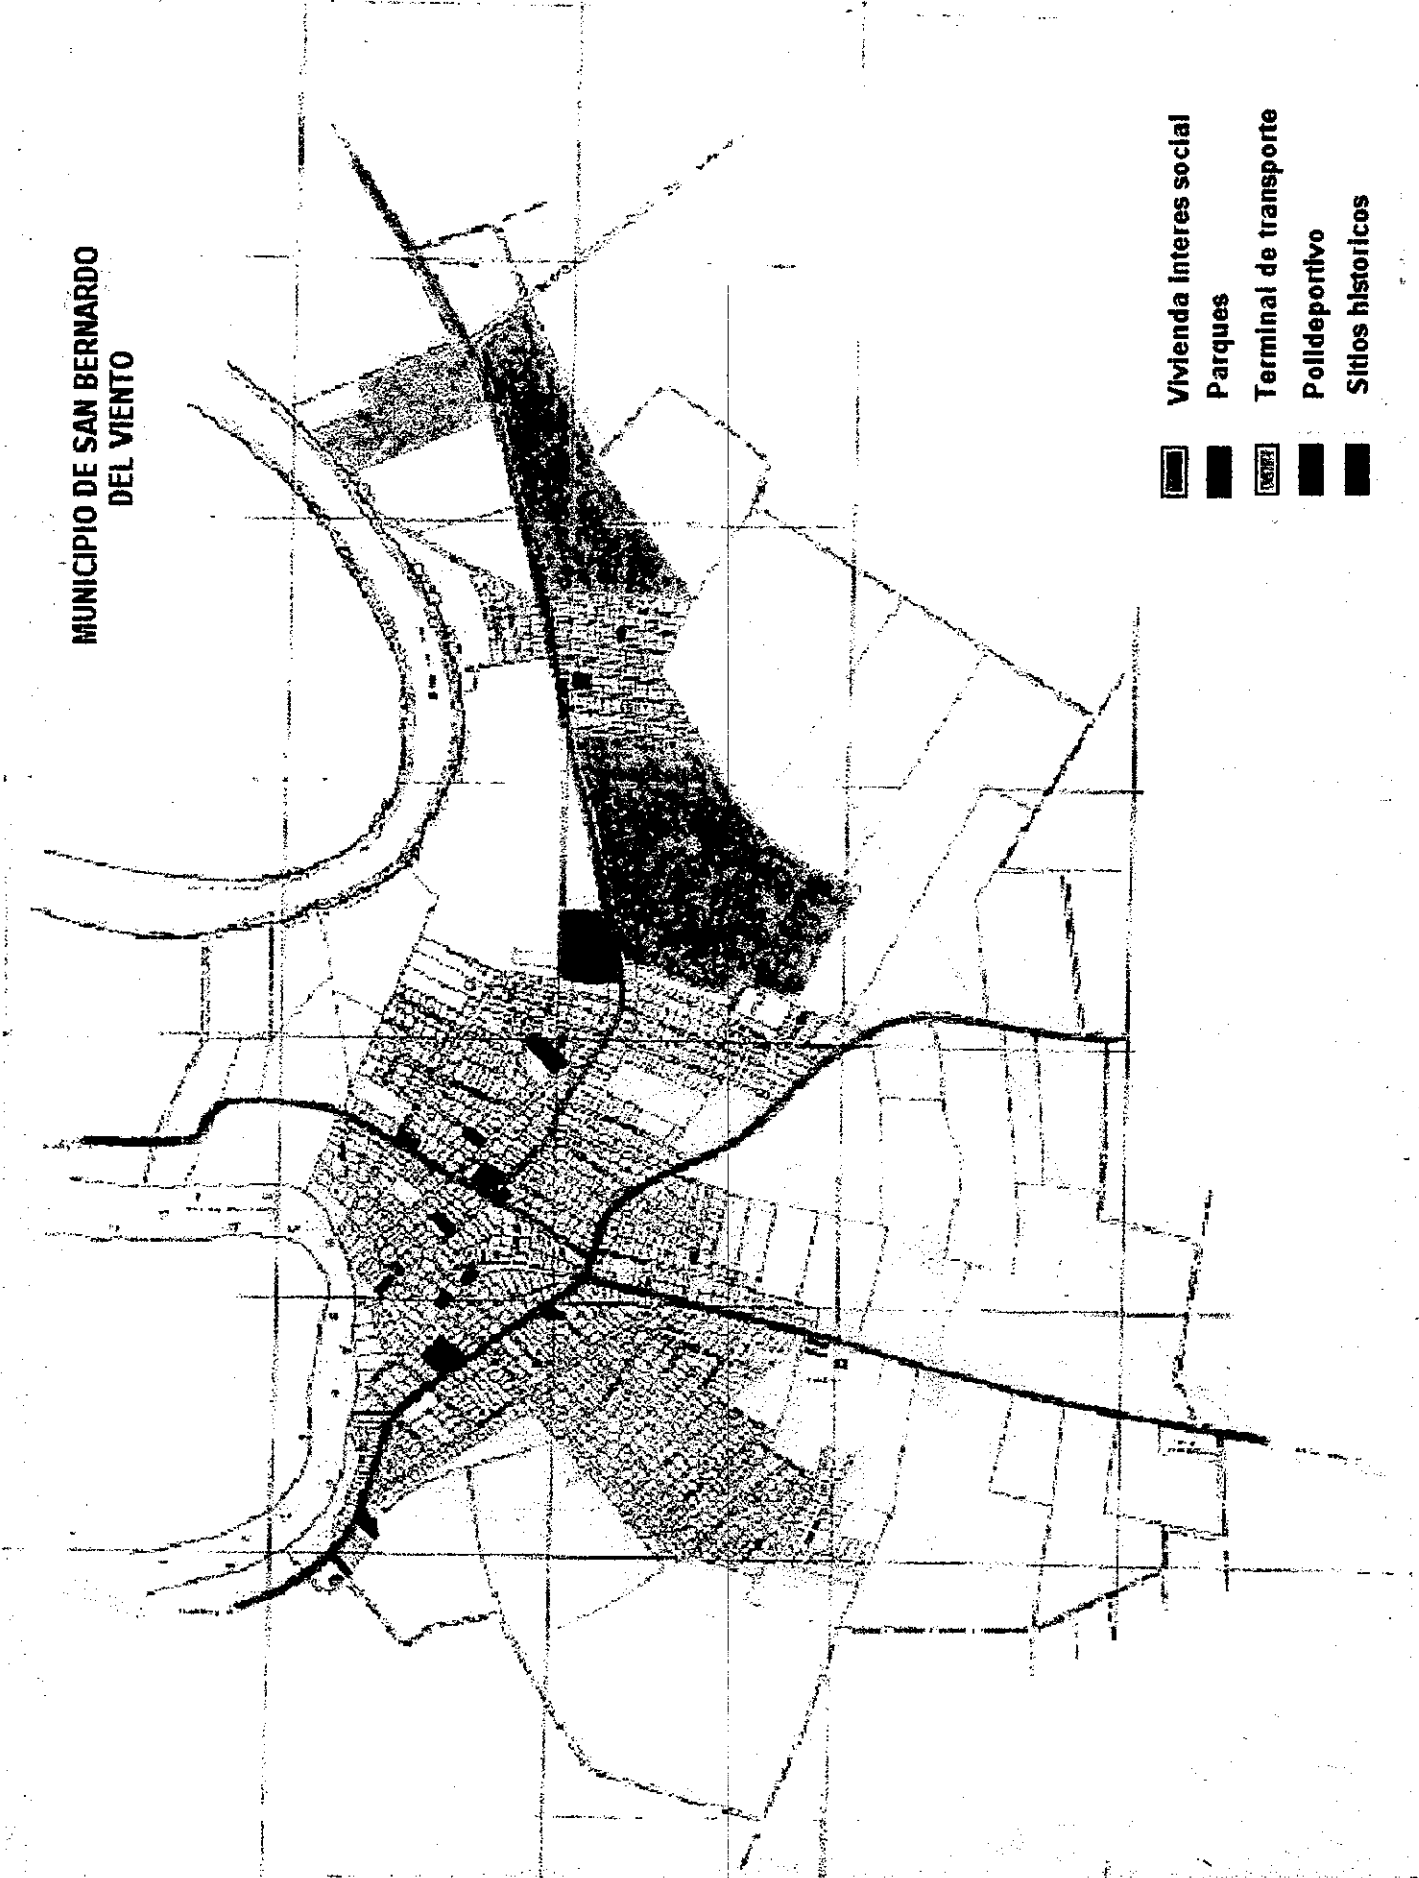 MUNICIPIO DE SAN BERNARDO
DEL VIENTO
Vivienda interes social
Parques
Terminal de transporte
Polideportivo
Sitios historicos